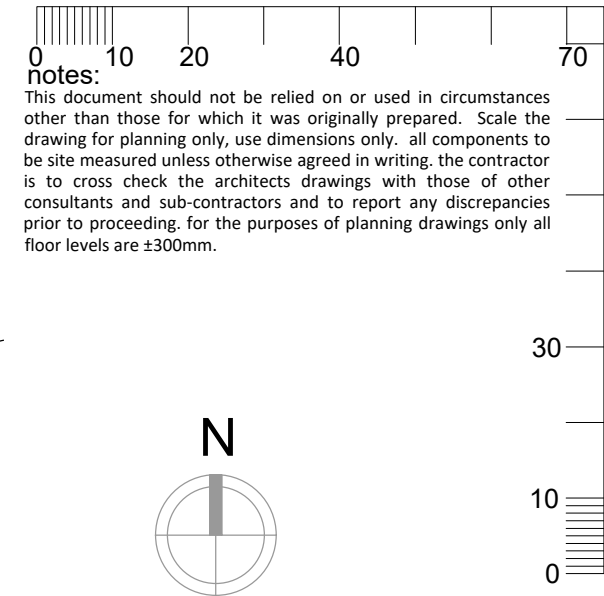 0 10 20 40 70
notes:
This document should not be relied on or used in circumstances
other than those for which it was originally prepared. Scale the
drawing for planning only, use dimensions only. all components to
be site measured unless otherwise agreed in writing. the contractor
is to cross check the architects drawings with those of other
consultants and sub-contractors and to report any discrepancies
prior to proceeding. for the purposes of planning drawings only all
floor levels are ±300mm.
30
N
10
0